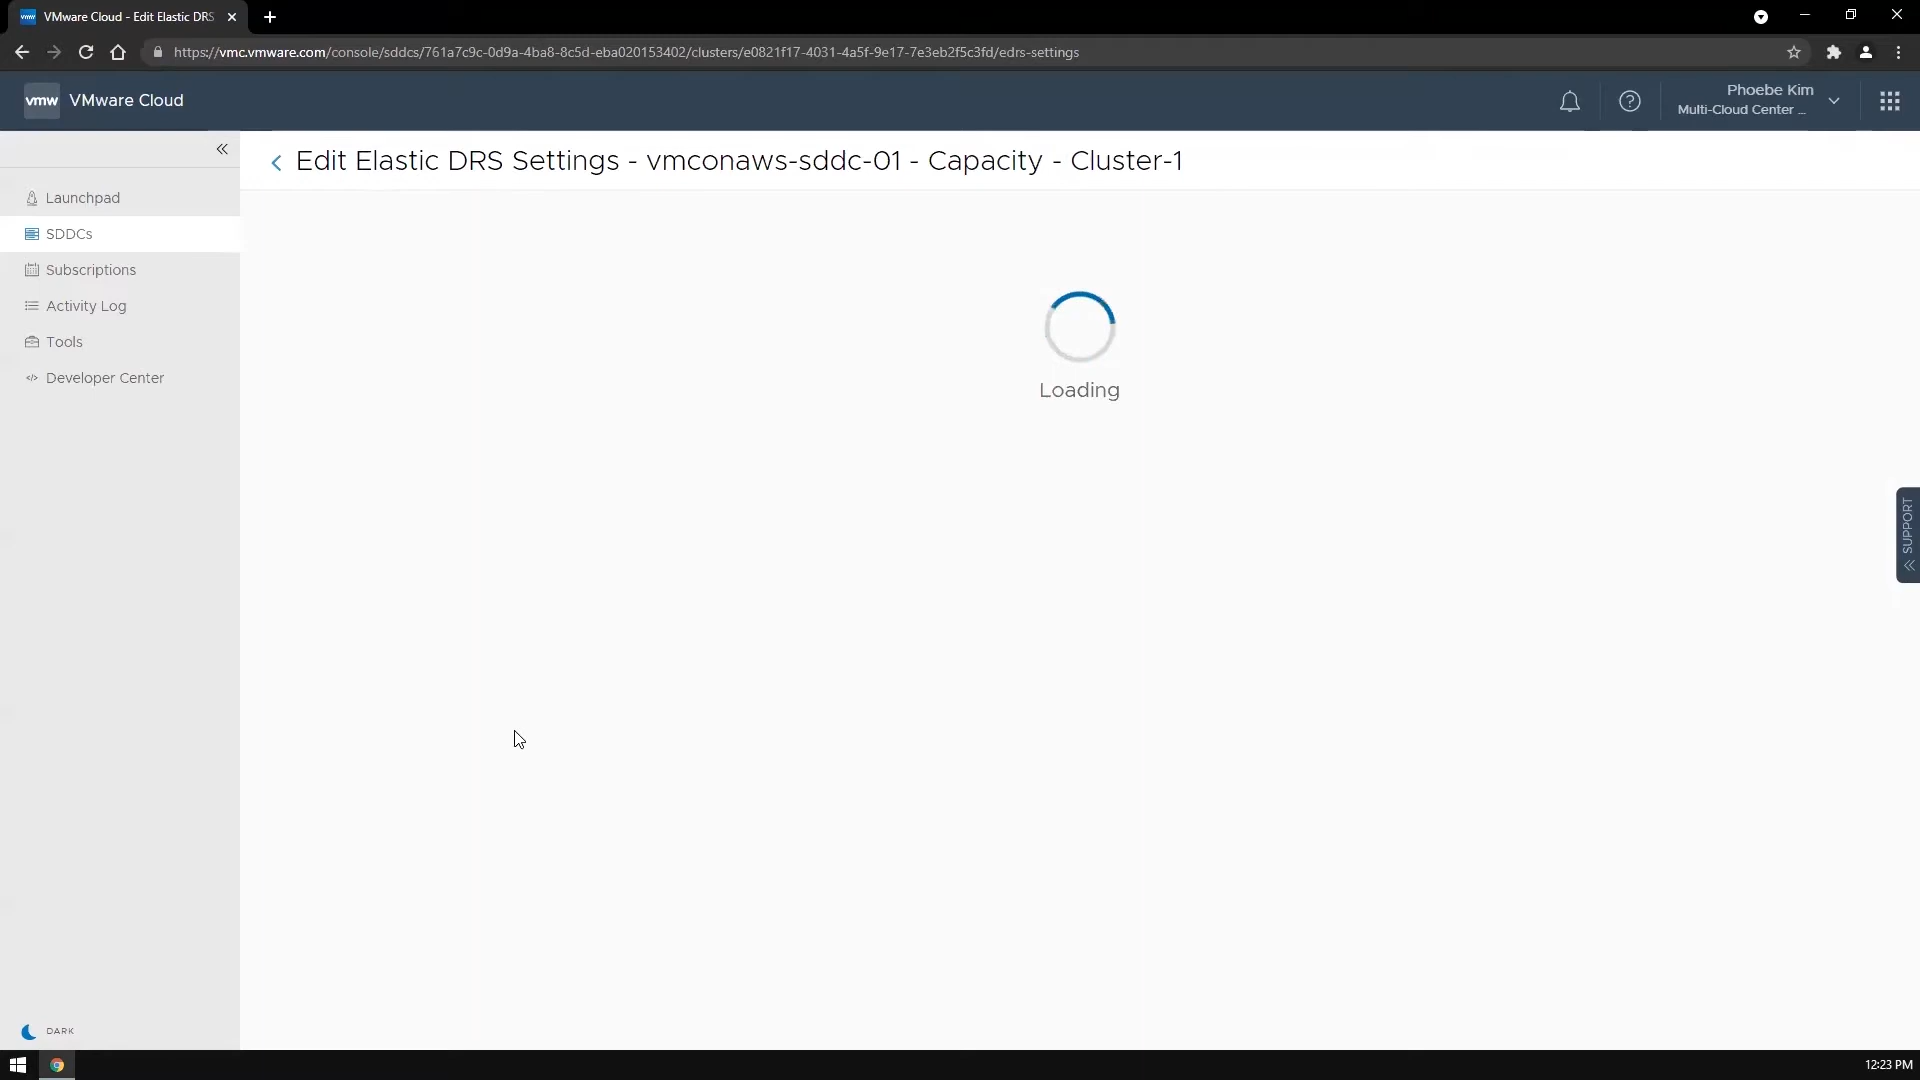 vmw VMware Cloud - Edit Elastic DRS
https://vmc.vmware.com/console/sddcs/761a7c9c-0d9a-4ba8-8c5d-eba020153402/clusters/e0821f17-4031-4a5f-9e17-7e3eb2f5c3fd/edrs-settings
vmw VMware Cloud
Phoebe Kim
Multi-Cloud Center ...
Edit Elastic DRS Settings - vmconaws-sddc-01 - Capacity - Cluster-1
Launchpad
SDDCs
Subscriptions
Activity Log
Tools
Developer Center
Loading
SUPPORT
DARK
12:23 PM